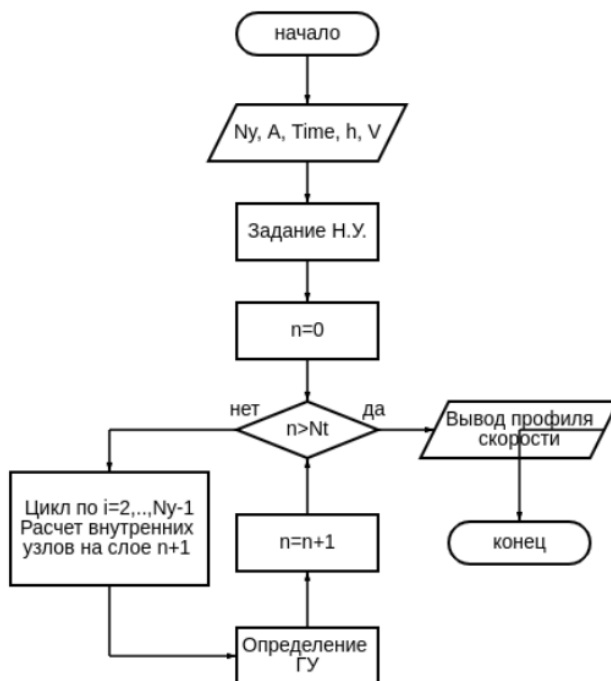 начало
Ny, A, Time, h, V
Задание Н.У.
n=0
нет
да
n>Nt
Вывод профиля
скорости
Цикл по i=2,..,Ny-1
Расчет внутренних
узлов на слое n+1
n=n+1
конец
Определение
ГУ